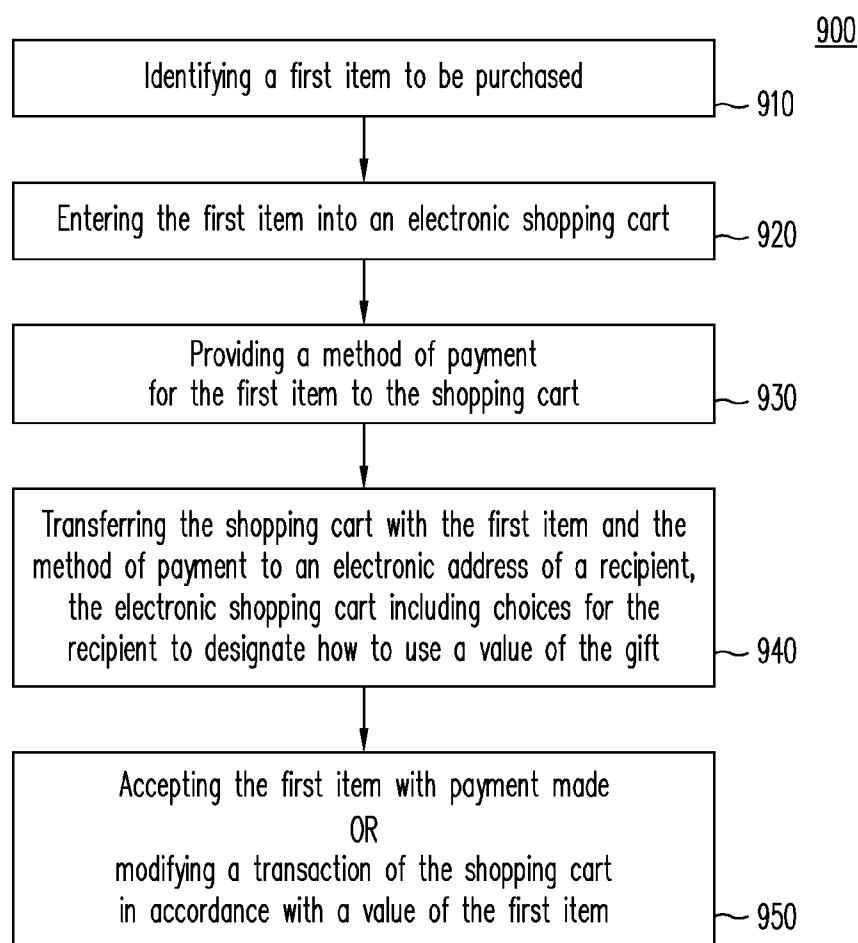 900
Identifying a first item to be purchased
910
Entering the first item into an electronic shopping cart
920
Providing a method of payment
for the first item to the shopping cart
930
Transferring the shopping cart with the first item and the
method of payment to an electronic address of a recipient,
the electronic shopping cart including choices for the
recipient to designate how to use a value of the gift
940
Accepting the first item with payment made
OR
modifying a transaction of the shopping cart
in accordance with a value of the first item
950